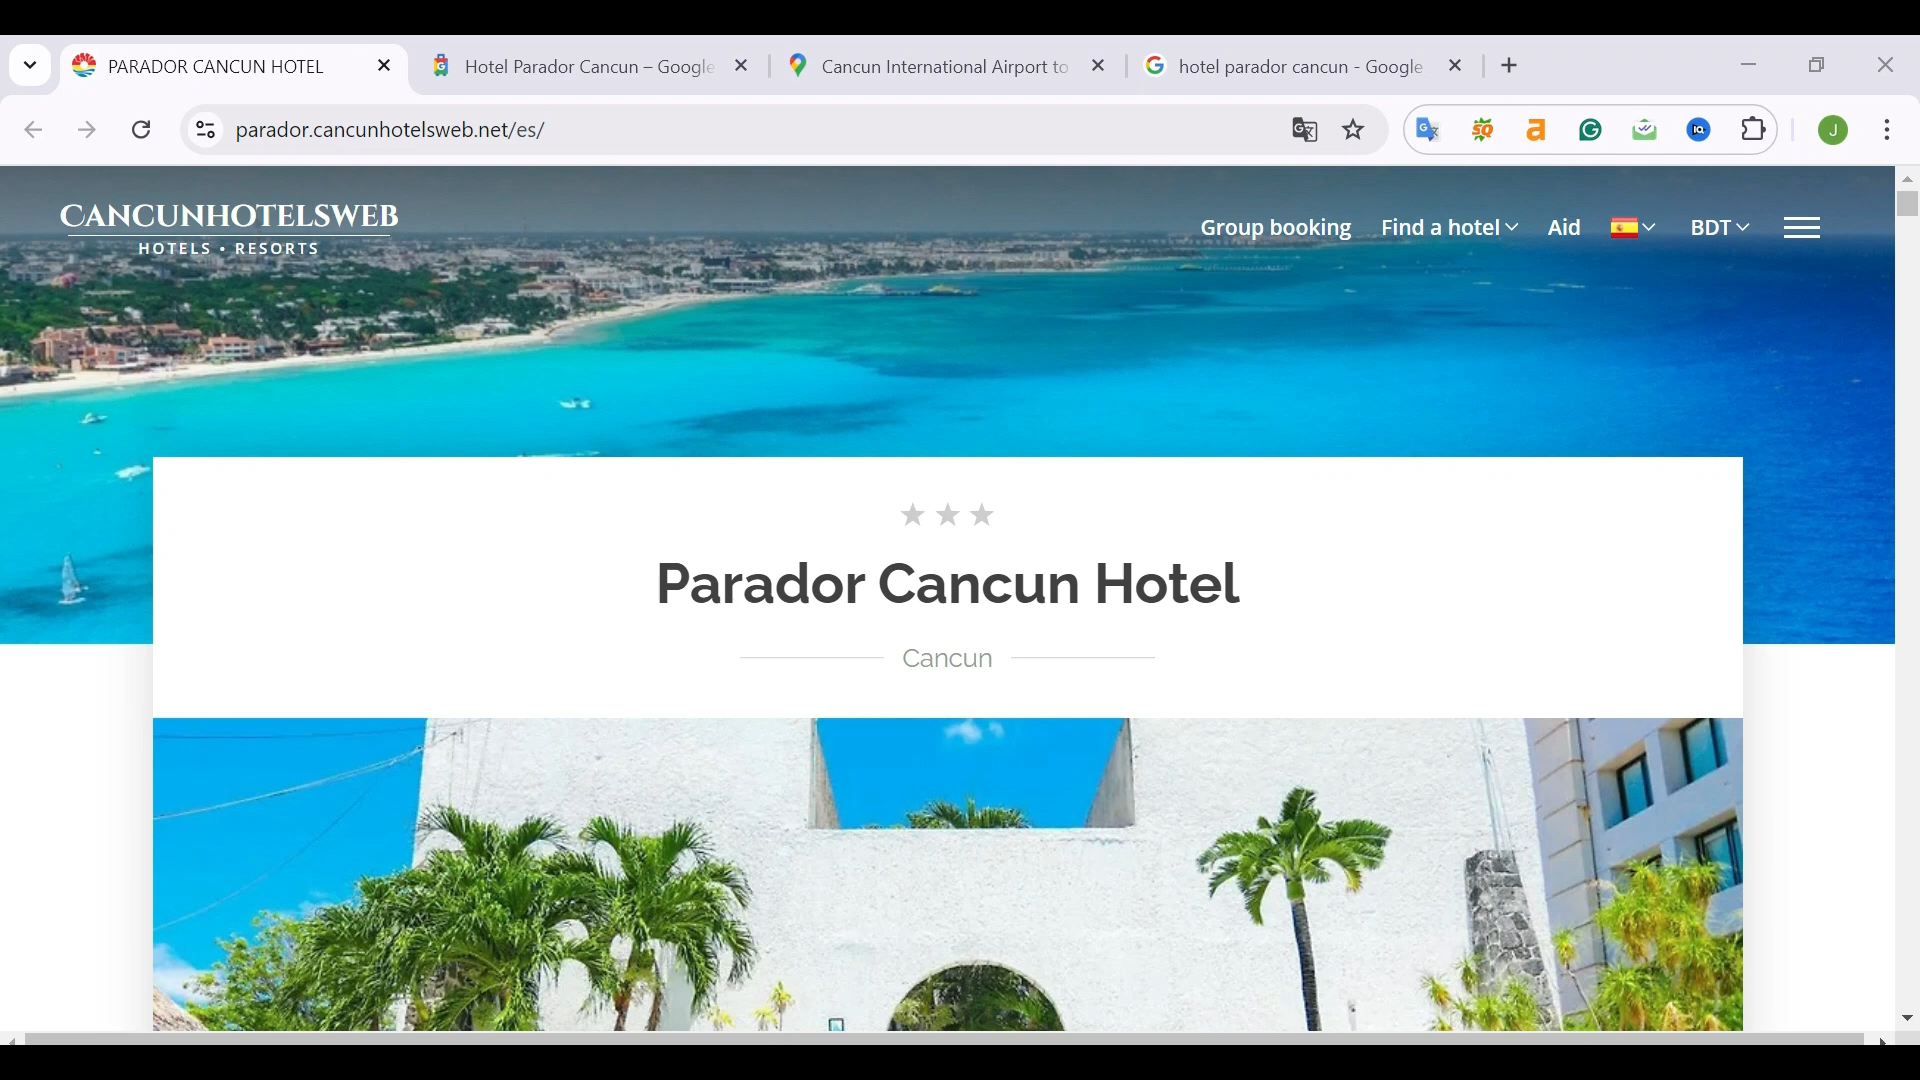 PARADOR CANCUN HOTEL
Hotel Parador Cancun – Google
Cancun International Airport to
hotel parador cancun - Google
parador.cancunhotelsweb.net/es/
J
CANCUNHOTELSWEB
HOTELS • RESORTS
Group booking
Find a hotel
Aid
BDT
Parador Cancun Hotel
Cancun